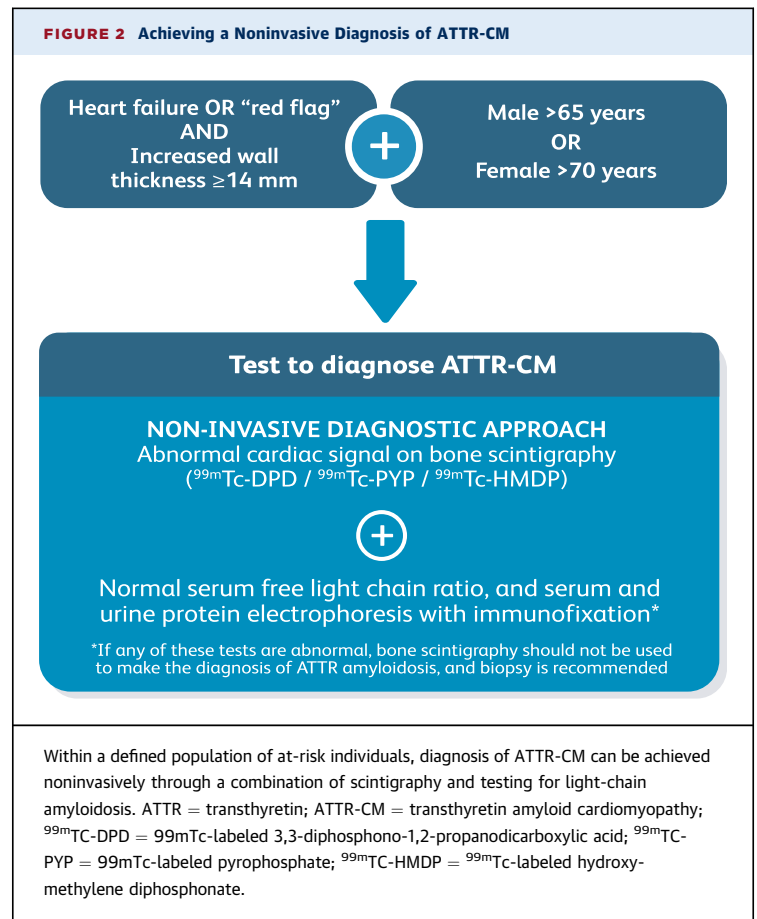 FIGURE 2 Achieving a Noninvasive Diagnosis of ATTR-CM
Heart failure OR “red flag”
AND
Increased wall
thickness ≥14 mm
+
Male >65 years
OR
Female >70 years
Test to diagnose ATTR-CM
NON-INVASIVE DIAGNOSTIC APPROACH
Abnormal cardiac signal on bone scintigraphy
(⁹⁹ᵐTc-DPD / ⁹⁹ᵐTc-PYP / ⁹⁹ᵐTc-HMDP)
+
Normal serum free light chain ratio, and serum and
urine protein electrophoresis with immunofixation*
*If any of these tests are abnormal, bone scintigraphy should not be used
to make the diagnosis of ATTR amyloidosis, and biopsy is recommended
Within a defined population of at-risk individuals, diagnosis of ATTR-CM can be achieved
noninvasively through a combination of scintigraphy and testing for light-chain
amyloidosis. ATTR = transthyretin; ATTR-CM = transthyretin amyloid cardiomyopathy;
⁹⁹ᵐTC-DPD = 99mTc-labeled 3,3-diphosphono-1,2-propanodicarboxylic acid; ⁹⁹ᵐTC-
PYP = 99mTc-labeled pyrophosphate; ⁹⁹ᵐTC-HMDP = ⁹⁹ᵐTc-labeled hydroxy-
methylene diphosphonate.